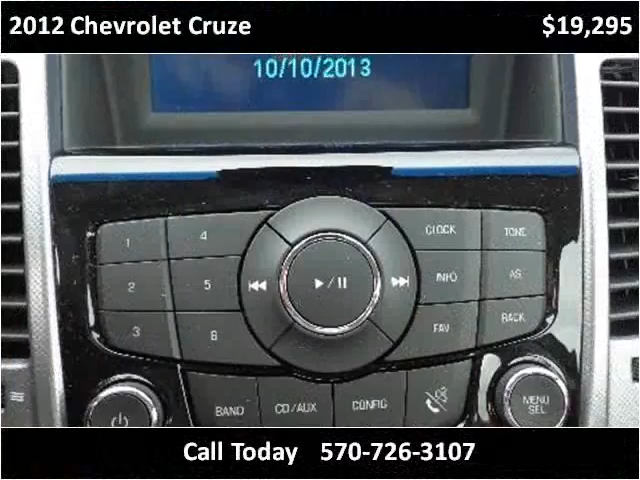 2012 Chevrolet Cruze $19,295
10/10/2013
1 4 CLOCK TONE
2 5 INFO AS
3 6 FAV BACK
BAND CD/AUX CONFIG MENU
SEL
Call Today 570-726-3107